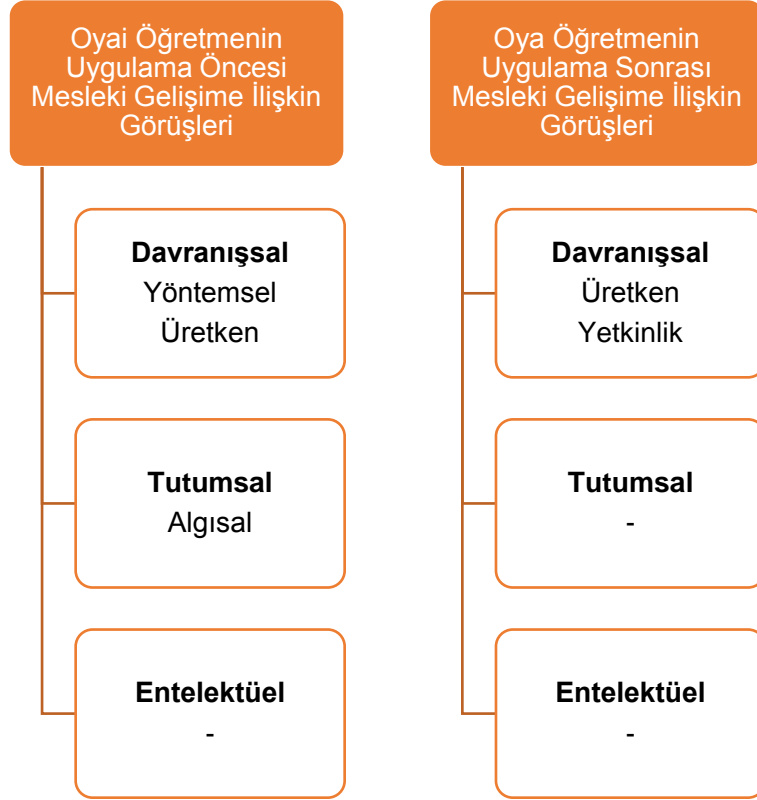 Oyai Öğretmenin
Uygulama Öncesi
Mesleki Gelişime İlişkin
Görüşleri
Davranışsal
Yöntemsel
Üretken
Tutumsal
Algısal
Entelektüel
-
Oya Öğretmenin
Uygulama Sonrası
Mesleki Gelişime İlişkin
Görüşleri
Davranışsal
Üretken
Yetkinlik
Tutumsal
-
Entelektüel
-